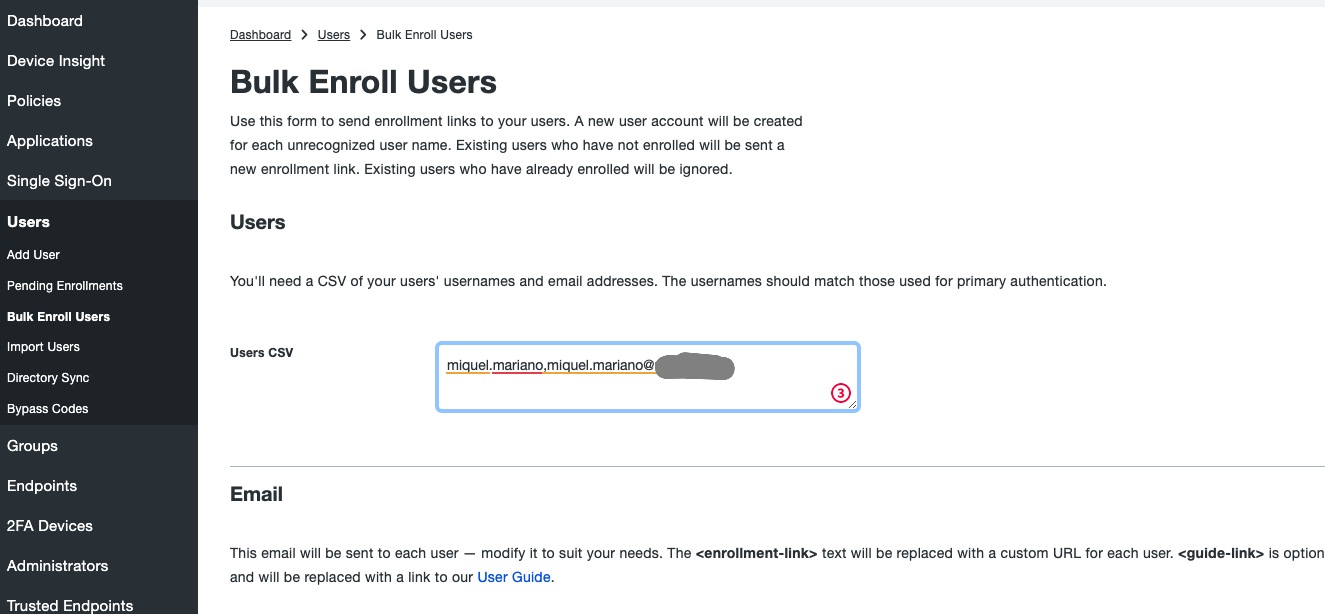 Dashboard
Device Insight
Policies
Applications
Single Sign-On
Users
Add User
Pending Enrollments
Bulk Enroll Users
Import Users
Directory Sync
Bypass Codes
Groups
Endpoints
2FA Devices
Administrators
Trusted Endpoints
Dashboard > Users > Bulk Enroll Users
Bulk Enroll Users
Use this form to send enrollment links to your users. A new user account will be created
for each unrecognized user name. Existing users who have not enrolled will be sent a
new enrollment link. Existing users who have already enrolled will be ignored.
Users
You'll need a CSV of your users' usernames and email addresses. The usernames should match those used for primary authentication.
Users CSV
miquel.mariano,miquel.mariano@
3
Email
This email will be sent to each user — modify it to suit your needs. The <enrollment-link> text will be replaced with a custom URL for each user. <guide-link> is option
and will be replaced with a link to our User Guide.